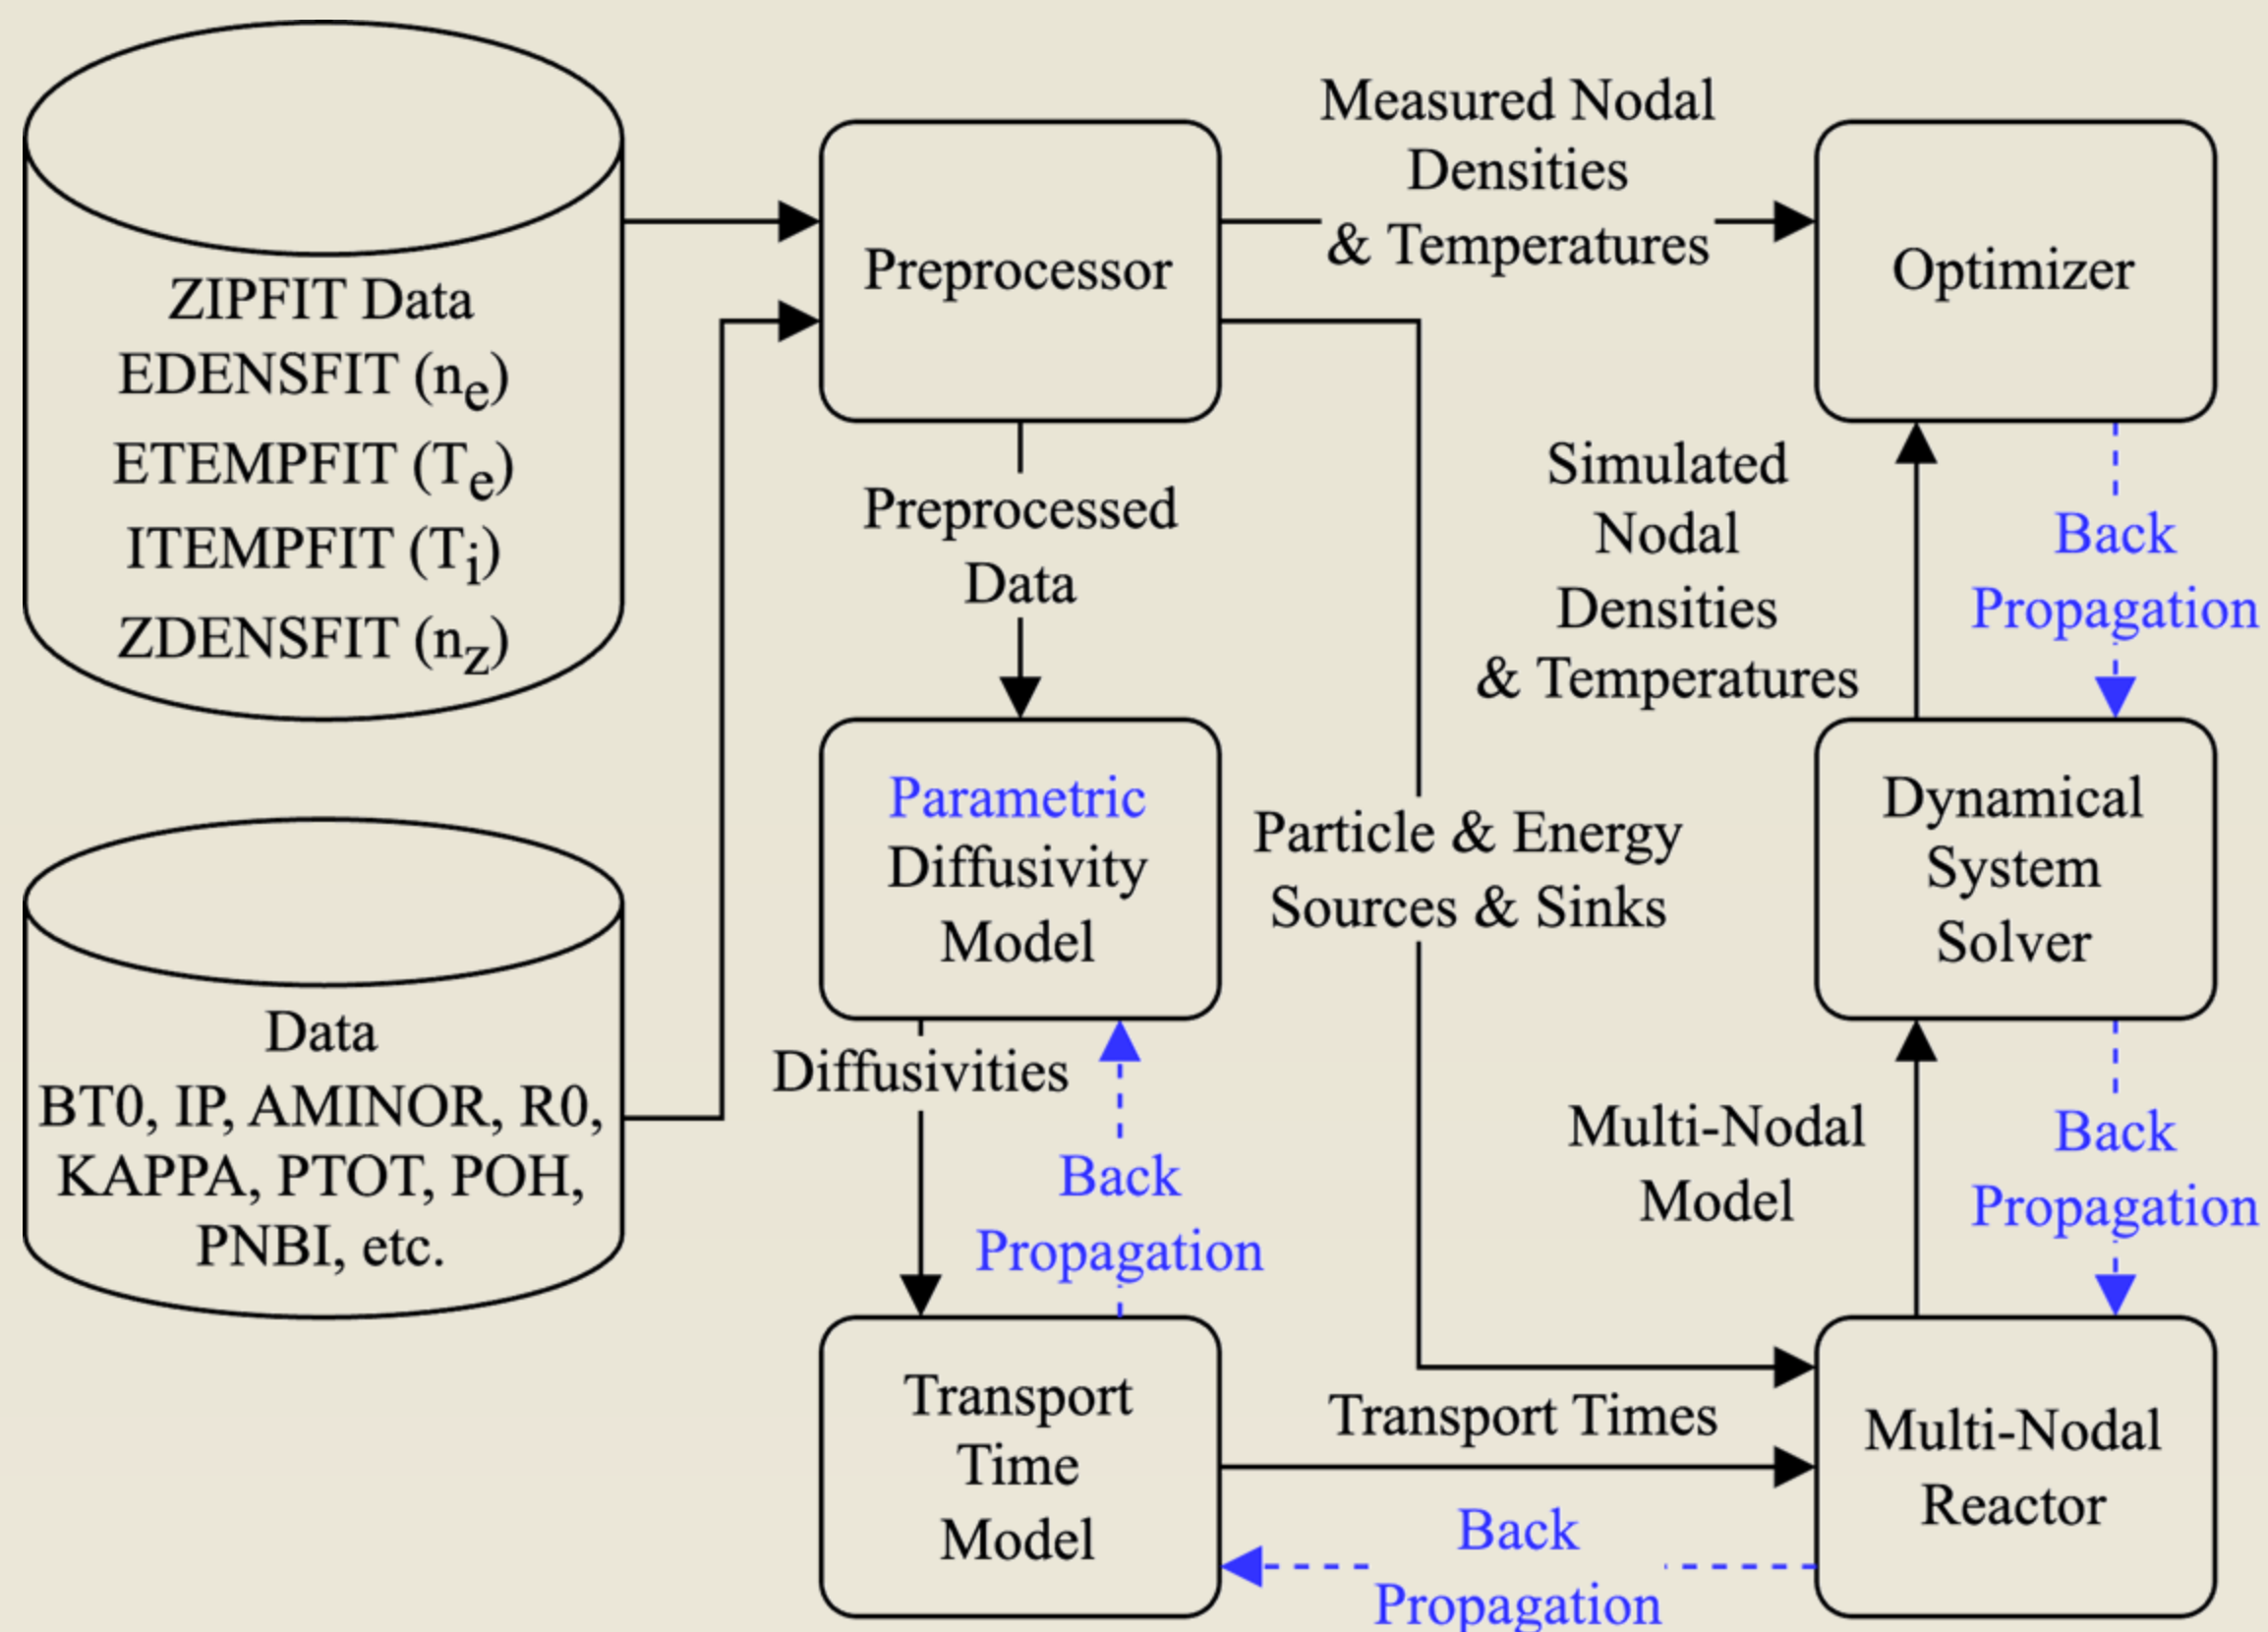 ZIPFIT Data
EDENSFIT (ne)
ETEMPFIT (Te)
ITEMPFIT (Ti)
ZDENSFIT (nz)
Data
BT0, IP, AMINOR, R0,
KAPPA, PTOT, POH,
PNBI, etc.
Preprocessor
Measured Nodal
Densities
& Temperatures
Optimizer
Preprocessed
Data
Simulated
Nodal
Densities
& Temperatures
Back
Propagation
Parametric
Diffusivity
Model
Particle & Energy
Sources & Sinks
Dynamical
System
Solver
Diffusivities
Back
Propagation
Multi-Nodal
Model
Back
Propagation
Transport
Time
Model
Transport Times
Back
Propagation
Multi-Nodal
Reactor